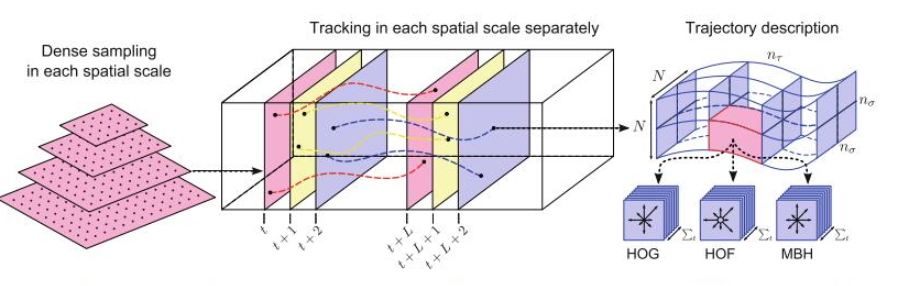 Dense sampling
in each spatial scale
Tracking in each spatial scale separately
Trajectory description
t
t + 1
t + 2
t + L
t + L + 1
t + L + 2
N
N
n_τ
n_σ
n_σ
Σ_t
Σ_t
Σ_t
HOG
HOF
MBH